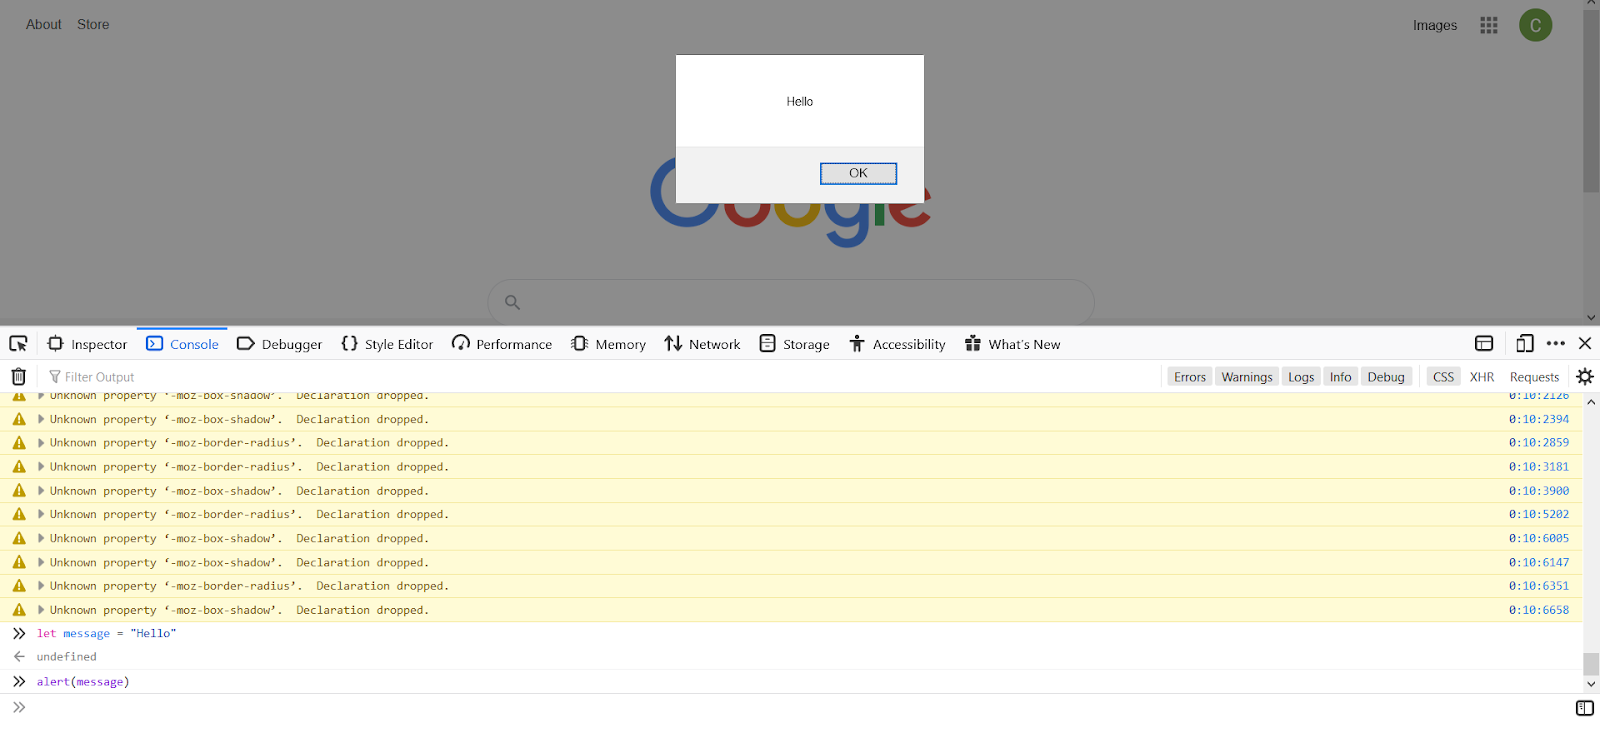 About Store
Images
C
Hello
OK
Google
Inspector Console Debugger {} Style Editor Performance Memory Network Storage Accessibility What's New
Filter Output
Errors Warnings Logs Info Debug CSS XHR Requests
Unknown property ‘-moz-box-shadow’.  Declaration dropped. 0:10:2126
Unknown property ‘-moz-box-shadow’.  Declaration dropped. 0:10:2394
Unknown property ‘-moz-border-radius’.  Declaration dropped. 0:10:2859
Unknown property ‘-moz-border-radius’.  Declaration dropped. 0:10:3181
Unknown property ‘-moz-box-shadow’.  Declaration dropped. 0:10:3900
Unknown property ‘-moz-border-radius’.  Declaration dropped. 0:10:5202
Unknown property ‘-moz-box-shadow’.  Declaration dropped. 0:10:6005
Unknown property ‘-moz-box-shadow’.  Declaration dropped. 0:10:6147
Unknown property ‘-moz-border-radius’.  Declaration dropped. 0:10:6351
Unknown property ‘-moz-box-shadow’.  Declaration dropped. 0:10:6658
let message = "Hello"
undefined
alert(message)